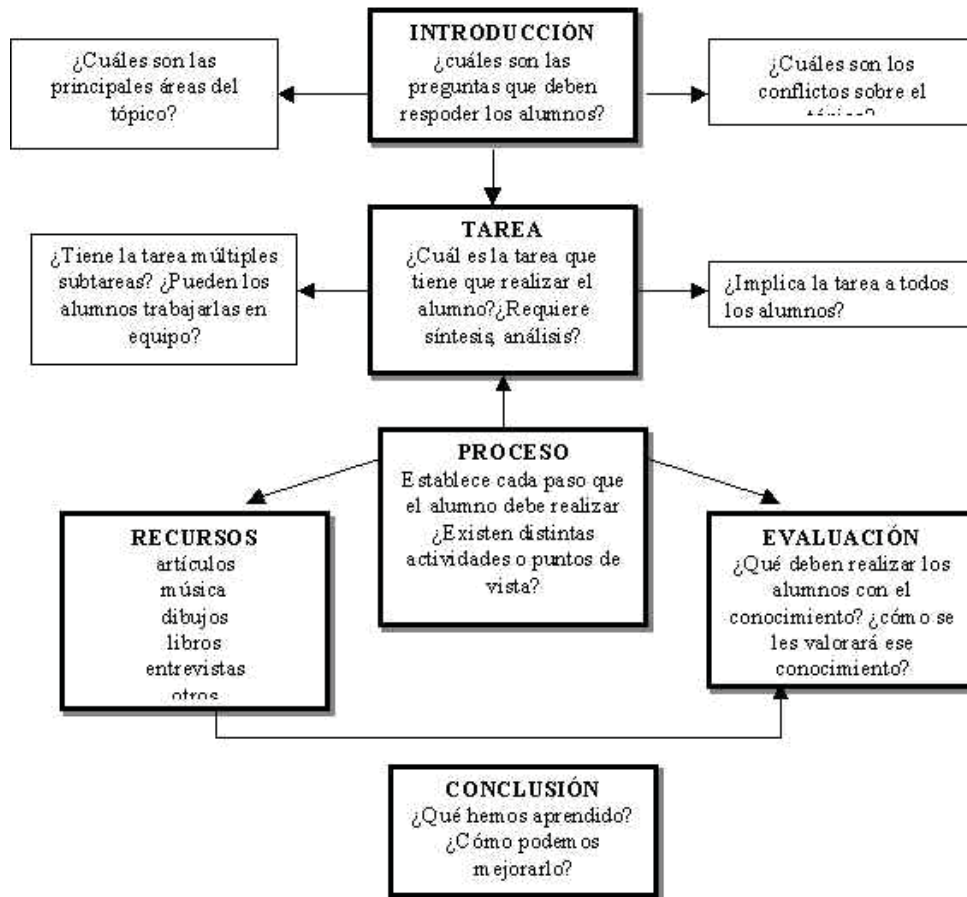 INTRODUCCIÓN
¿cuáles son las
preguntas que deben
respoder los alumnos?
¿Cuáles son las
principales áreas del
tópico?
¿Cuáles son los
conflictos sobre el
tópico?
TAREA
¿Cuál es la tarea que
tiene que realizar el
alumno?¿Requiere
síntesis, análisis?
¿Tiene la tarea múltiples
subtareas? ¿Pueden los
alumnos trabajarlas en
equipo?
¿Implica la tarea a todos
los alumnos?
PROCESO
Establece cada paso que
el alumno debe realizar
¿Existen distintas
actividades o puntos de
vista?
RECURSOS
artículos
música
dibujos
libros
entrevistas
otros
EVALUACIÓN
¿Qué deben realizar los
alumnos con el
conocimiento? ¿cómo se
les valorará ese
conocimiento?
CONCLUSIÓN
¿Qué hemos aprendido?
¿Cómo podemos
mejorarlo?